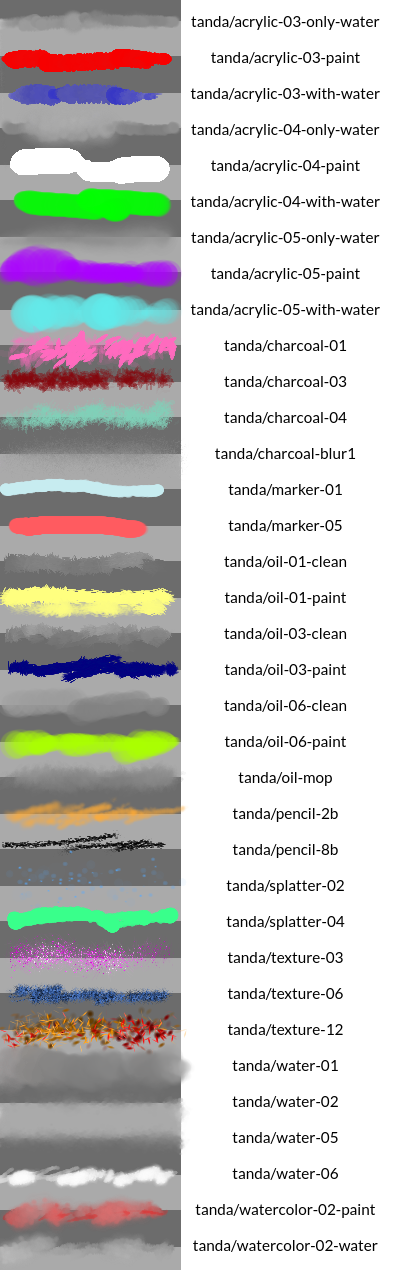 tanda/acrylic-03-only-water
tanda/acrylic-03-paint
tanda/acrylic-03-with-water
tanda/acrylic-04-only-water
tanda/acrylic-04-paint
tanda/acrylic-04-with-water
tanda/acrylic-05-only-water
tanda/acrylic-05-paint
tanda/acrylic-05-with-water
tanda/charcoal-01
tanda/charcoal-03
tanda/charcoal-04
tanda/charcoal-blur1
tanda/marker-01
tanda/marker-05
tanda/oil-01-clean
tanda/oil-01-paint
tanda/oil-03-clean
tanda/oil-03-paint
tanda/oil-06-clean
tanda/oil-06-paint
tanda/oil-mop
tanda/pencil-2b
tanda/pencil-8b
tanda/splatter-02
tanda/splatter-04
tanda/texture-03
tanda/texture-06
tanda/texture-12
tanda/water-01
tanda/water-02
tanda/water-05
tanda/water-06
tanda/watercolor-02-paint
tanda/watercolor-02-water